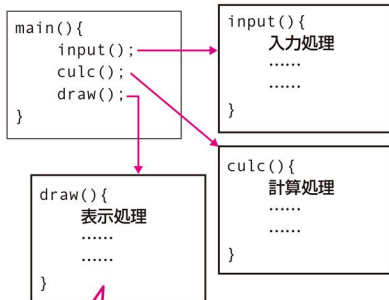 main(){
input();
culc();
draw();
}
input(){
入力処理
……
……
}
culc(){
計算処理
……
……
}
draw(){
表示処理
……
……
}